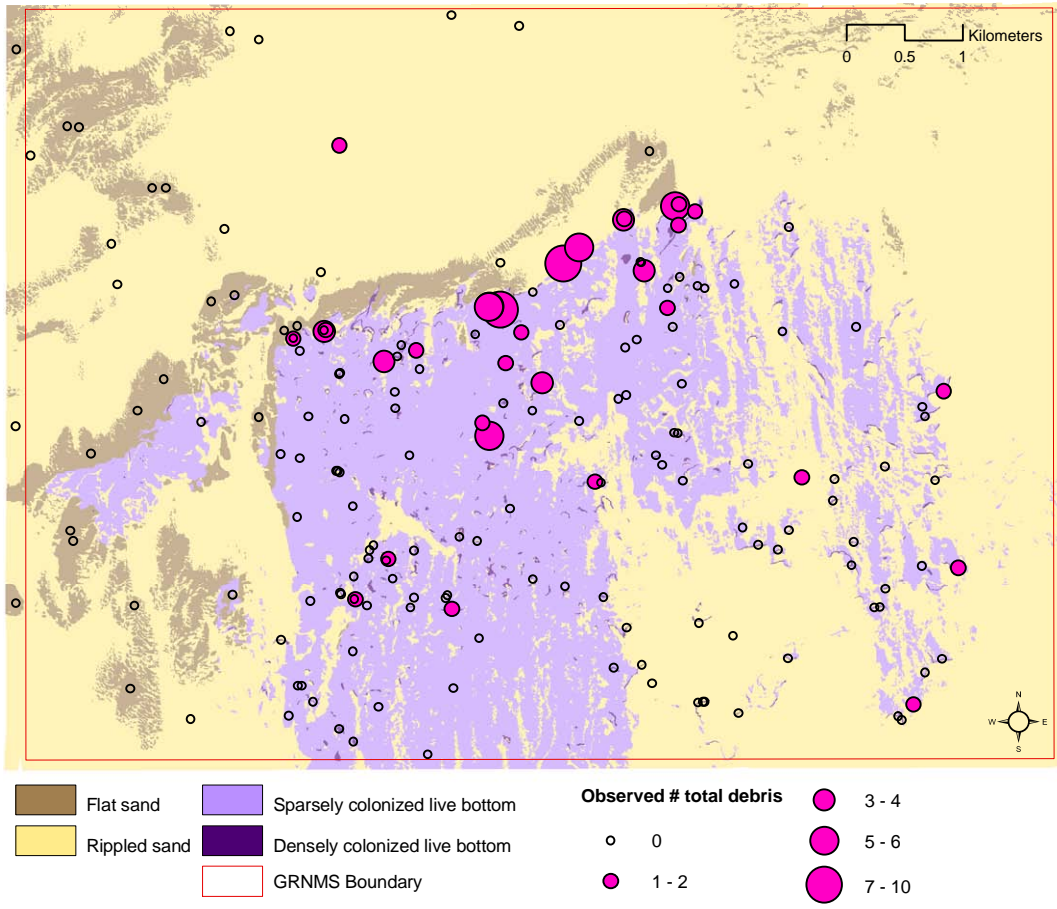 Kilometers
0 0.5 1
N
W E
S
Flat sand
Rippled sand
Sparsely colonized live bottom
Densely colonized live bottom
GRNMS Boundary
Observed # total debris
0
1 - 2
3 - 4
5 - 6
7 - 10